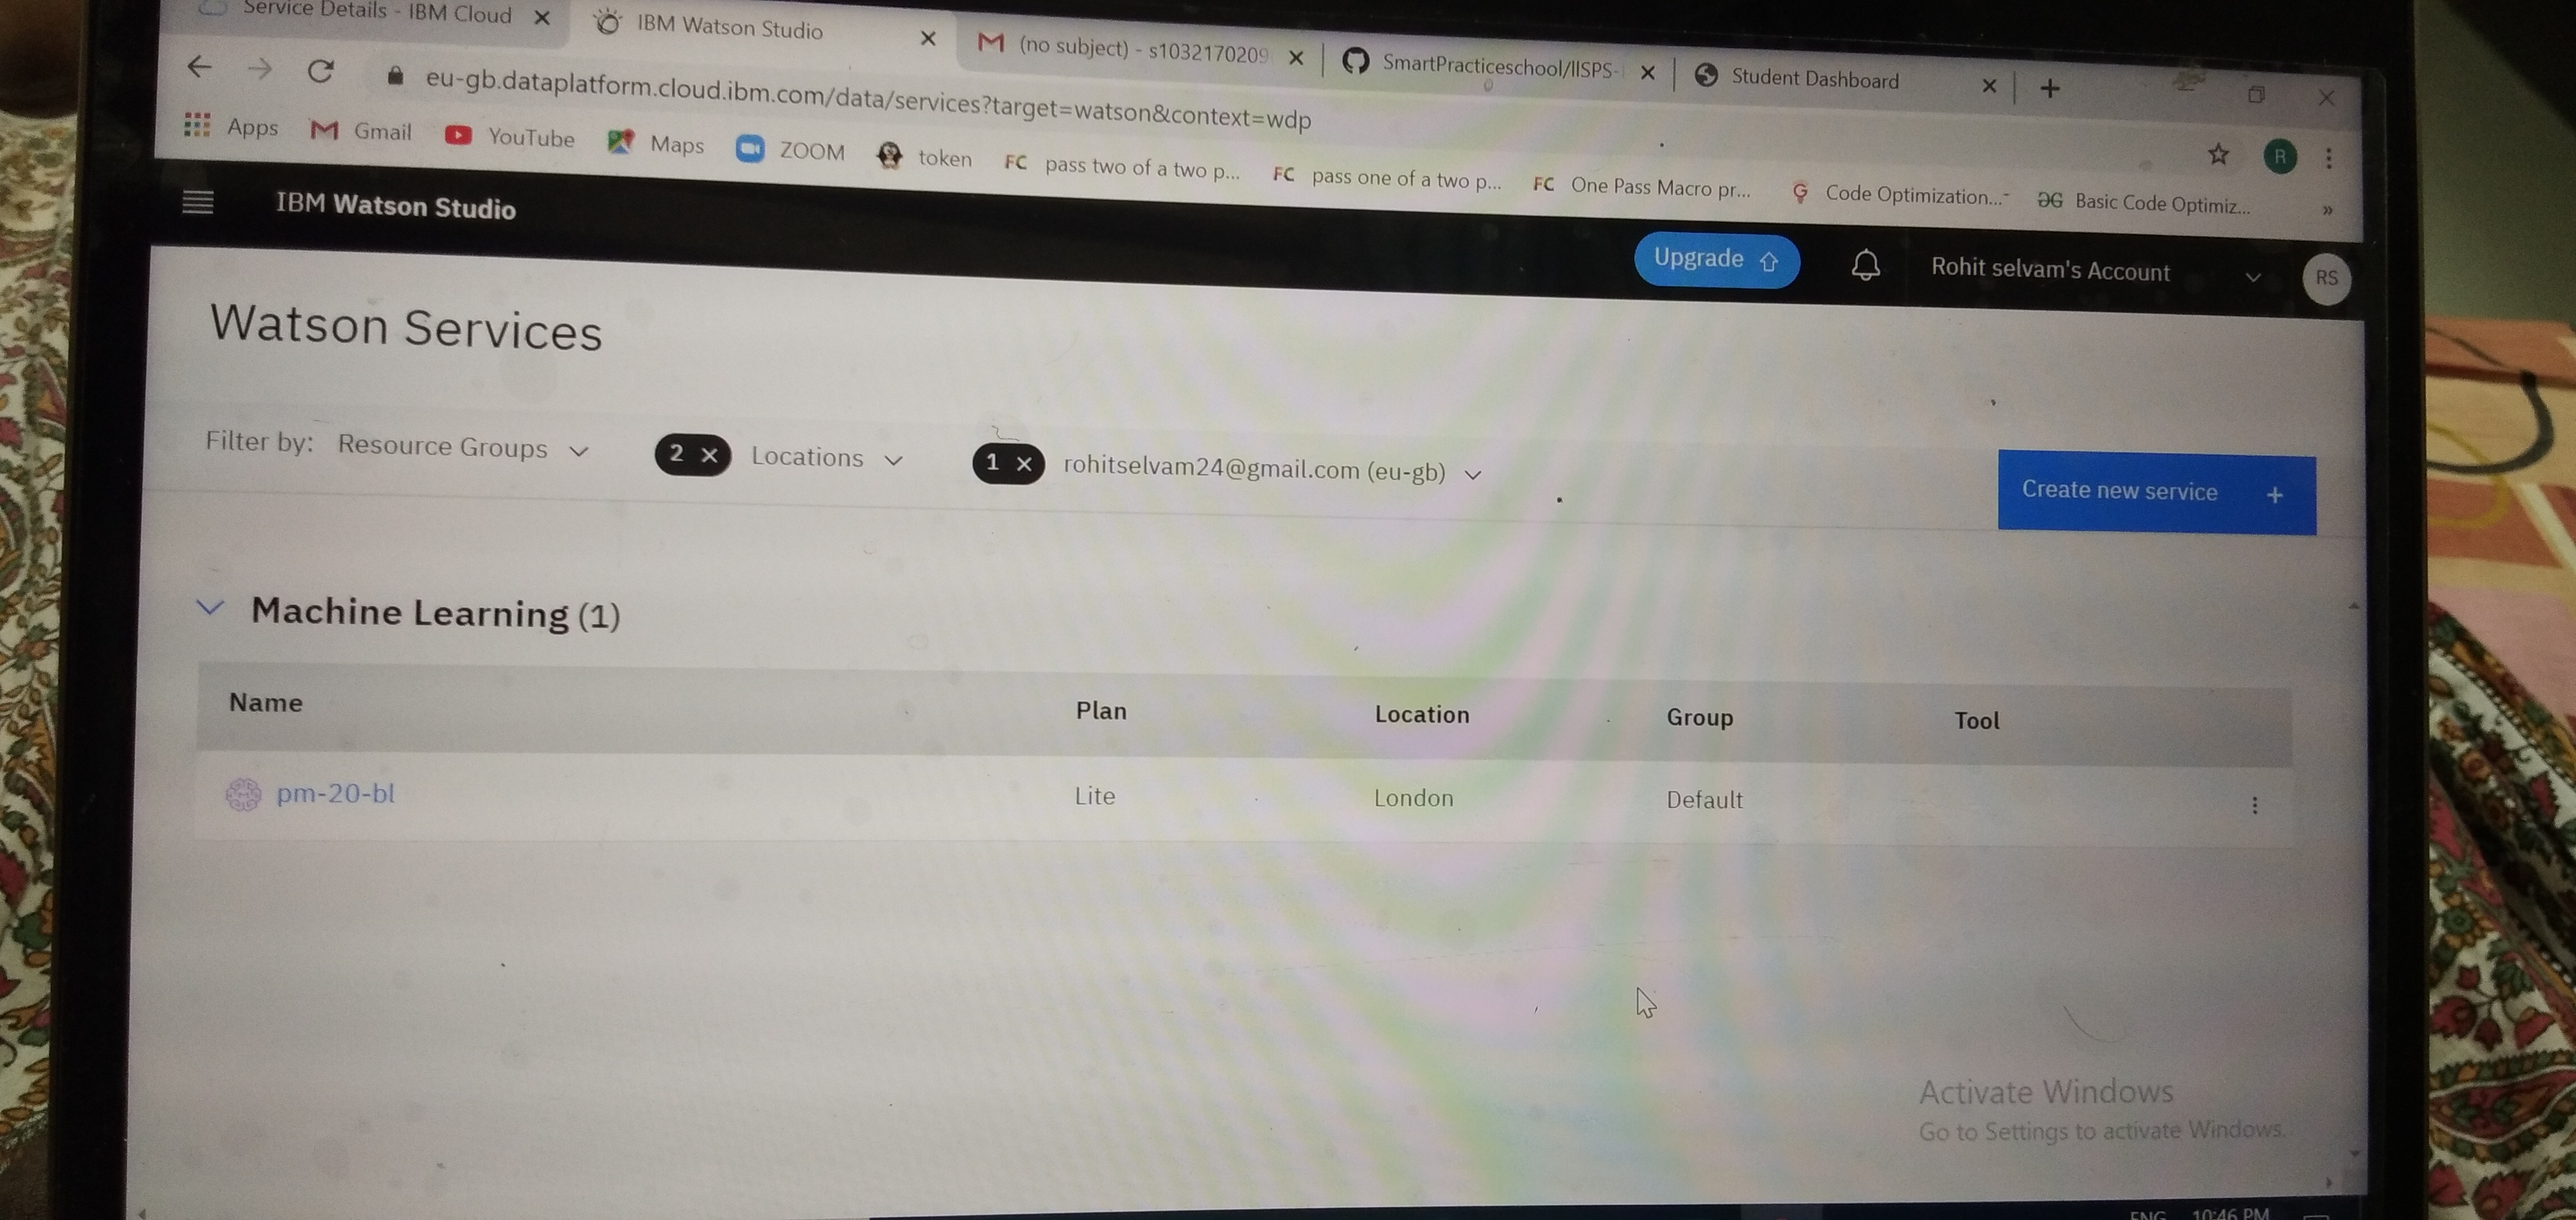 Service Details - IBM Cloud
IBM Watson Studio
(no subject) - s1032170209
SmartPracticeschool/IISPS-
Student Dashboard
eu-gb.dataplatform.cloud.ibm.com/data/services?target=watson&context=wdp
Apps Gmail YouTube Maps ZOOM token FC pass two of a two p... FC pass one of a two p... FC One Pass Macro pr... Code Optimization... Basic Code Optimiz... »
R
IBM Watson Studio
Upgrade
Rohit selvam's Account
RS
Watson Services
Filter by: Resource Groups 2 × Locations 1 × rohitselvam24@gmail.com (eu-gb)
Create new service +
Machine Learning (1)
Name Plan Location Group Tool
pm-20-bl Lite London Default
Activate Windows
Go to Settings to activate Windows.
ENG 10:46 PM